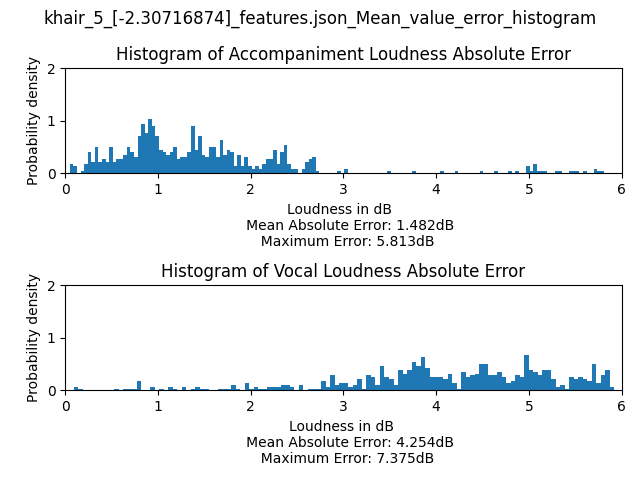 khair_5_[-2.30716874]_features.json_Mean_value_error_histogram
Histogram of Accompaniment Loudness Absolute Error
Probability density
2
1
0
0 1 2 3 4 5 6
Loudness in dB
Mean Absolute Error: 1.482dB
Maximum Error: 5.813dB
Histogram of Vocal Loudness Absolute Error
Probability density
2
1
0
0 1 2 3 4 5 6
Loudness in dB
Mean Absolute Error: 4.254dB
Maximum Error: 7.375dB